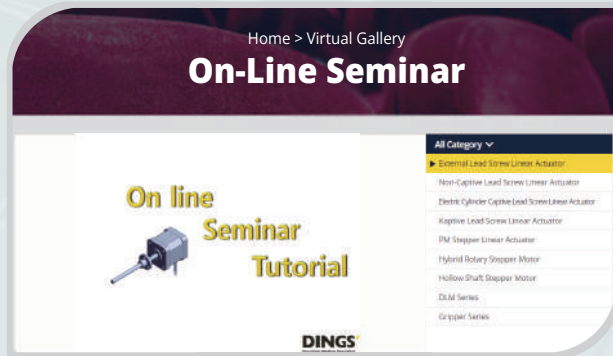 Home > Virtual Gallery
On-Line Seminar
On line
Seminar
Tutorial
DINGS'
All Category
External Lead Screw Linear Actuator
Non-Captive Lead Screw Linear Actuator
Electric Cylinder Captive Lead Screw Linear Actuator
Kaptive Lead Screw Linear Actuator
PM Stepper Linear Actuator
Hybrid Rotary Stepper Motor
Hollow Shaft Stepper Motor
DLM Series
Gripper Series